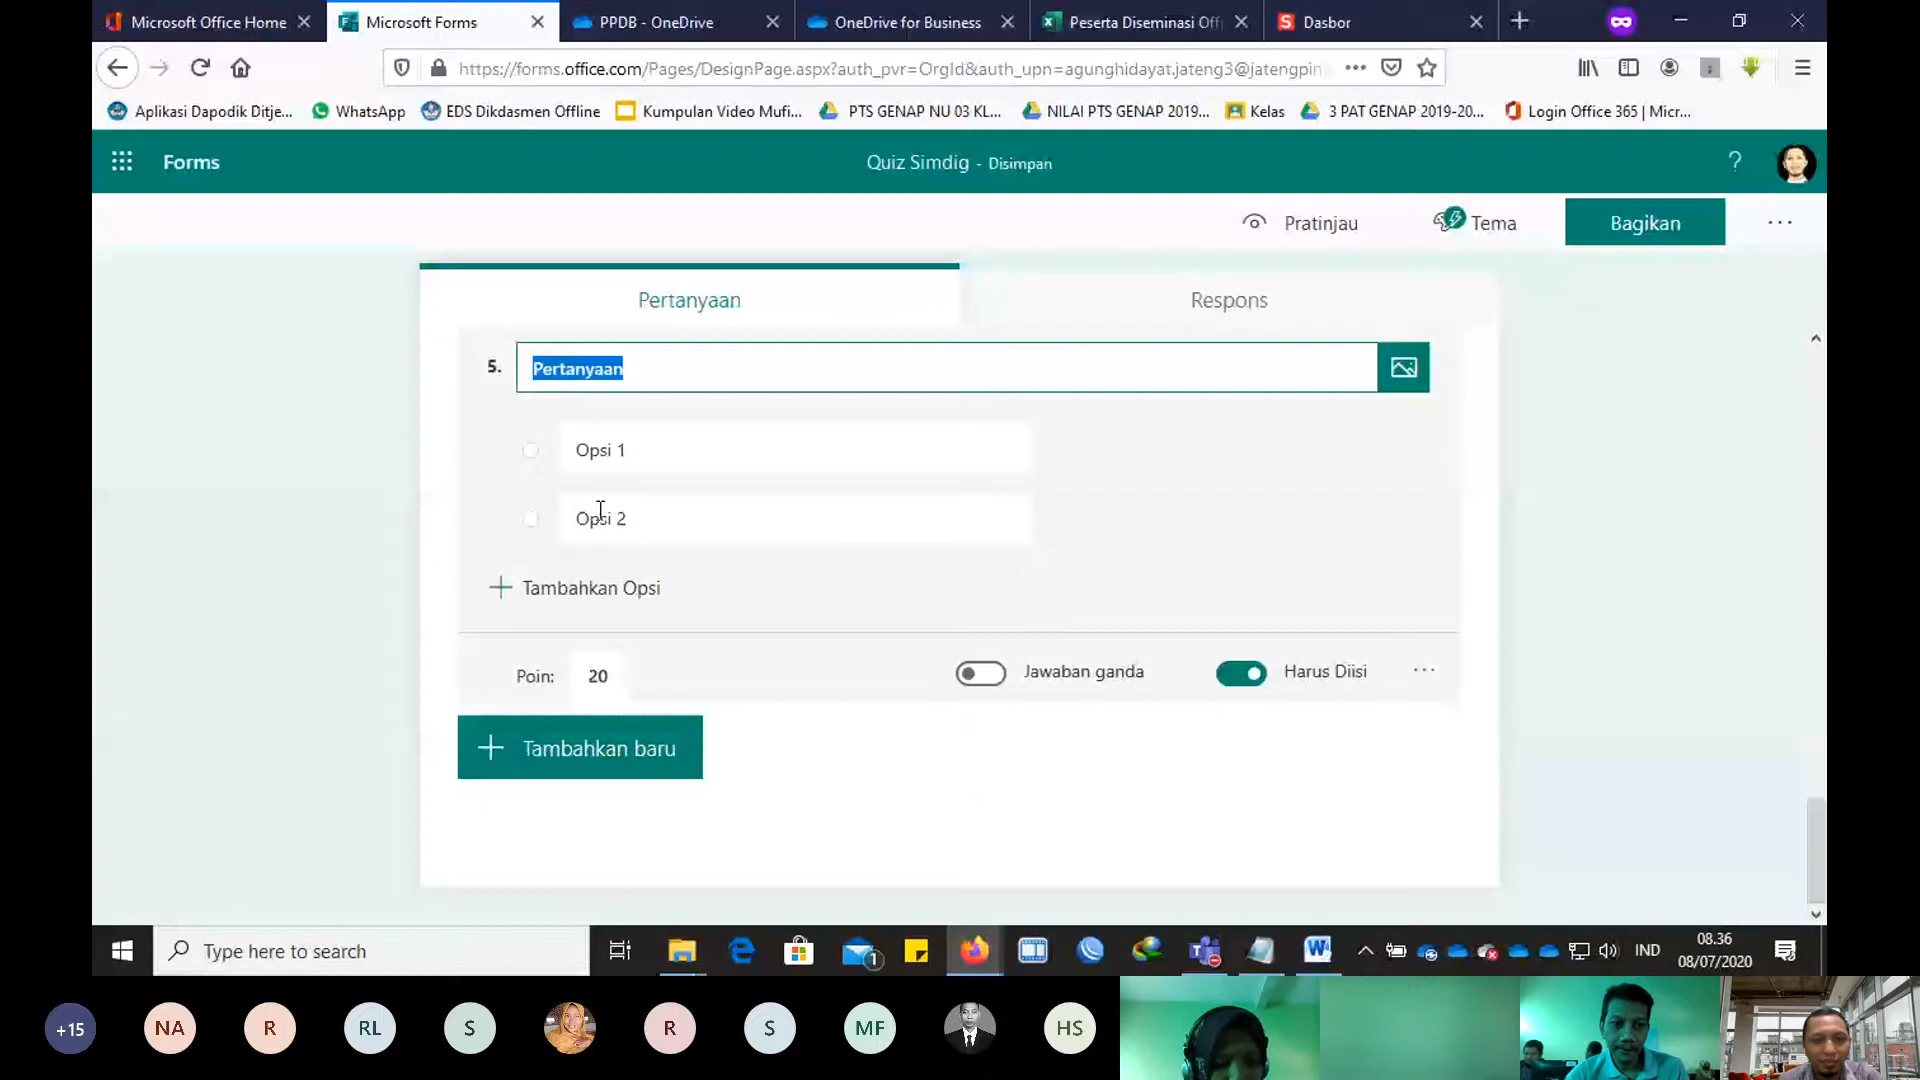 Microsoft Office Home
Microsoft Forms
PPDB - OneDrive
OneDrive for Business
Peserta Diseminasi Off
Dasbor
https://forms.office.com/Pages/DesignPage.aspx?auth_pvr=OrgId&auth_upn=agunghidayat.jateng3@jatengpin
Aplikasi Dapodik Ditje...
WhatsApp
EDS Dikdasmen Offline
Kumpulan Video Mufi...
PTS GENAP NU 03 KL...
NILAI PTS GENAP 2019...
Kelas
3 PAT GENAP 2019-20...
Login Office 365 | Micr...
Forms
Quiz Simdig - Disimpan
?
Pratinjau
Tema
Bagikan
Pertanyaan
Respons
5.
Pertanyaan
Opsi 1
Opsi 2
Tambahkan Opsi
Poin: 20
Jawaban ganda
Harus Diisi
Tambahkan baru
Type here to search
1
IND
08.36
08/07/2020
+15
NA
R
RL
S
R
S
MF
HS